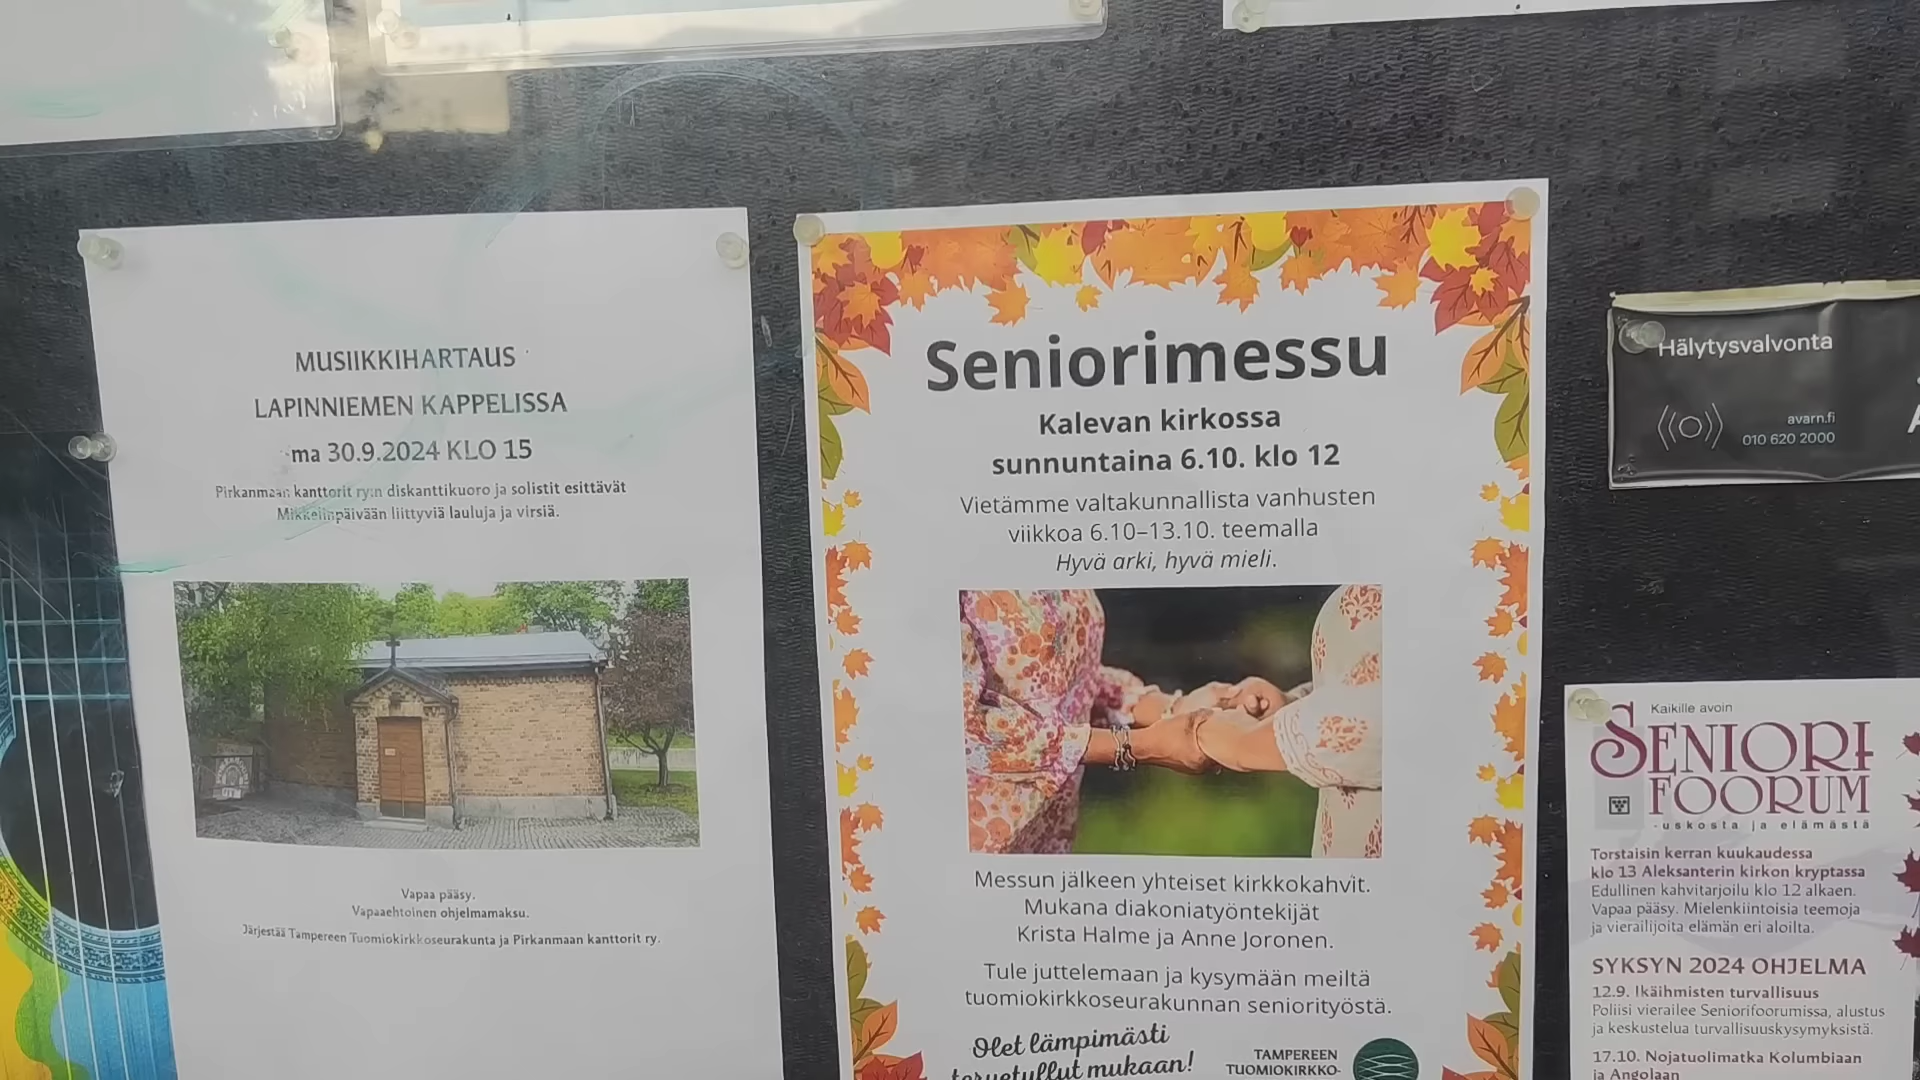 MUSIIKKIHARTAUS
LAPINNIEMEN KAPPELISSA
ma 30.9.2024 KLO 15
Pirkanmaan kanttorit ry:n diskanttikuoro ja solistit esittävät
Mikkelinpäivään liittyviä lauluja ja virsiä.
Vapaa pääsy.
Vapaaehtoinen ohjelmamaksu.
Järjestää Tampereen Tuomiokirkkoseurakunta ja Pirkanmaan kanttorit ry.
Seniorimessu
Kalevan kirkossa
sunnuntaina 6.10. klo 12
Vietämme valtakunnallista vanhusten
viikkoa 6.10–13.10. teemalla
Hyvä arki, hyvä mieli.
Messun jälkeen yhteiset kirkkokahvit.
Mukana diakoniatyöntekijät
Krista Halme ja Anne Joronen.
Tule juttelemaan ja kysymään meiltä
tuomiokirkkoseurakunnan seniorityöstä.
Olet lämpimästi
tervetullut mukaan!
TAMPEREEN
TUOMIOKIRKKO-
Hälytysvalvonta
avarn.fi
010 620 2000
Kaikille avoin
SENIORI
FOORUM
-uskosta ja elämästä
Torstaisin kerran kuukaudessa
klo 13 Aleksanterin kirkon kryptassa
Edullinen kahvitarjoilu klo 12 alkaen.
Vapaa pääsy. Mielenkiintoisia teemoja
ja vierailijoita elämän eri aloilta.
SYKSYN 2024 OHJELMA
12.9. Ikäihmisten turvallisuus
Poliisi vierailee Seniorifoorumissa, alustus
ja keskustelua turvallisuuskysymyksistä.
17.10. Nojatuolimatka Kolumbiaan
ja Angolaan